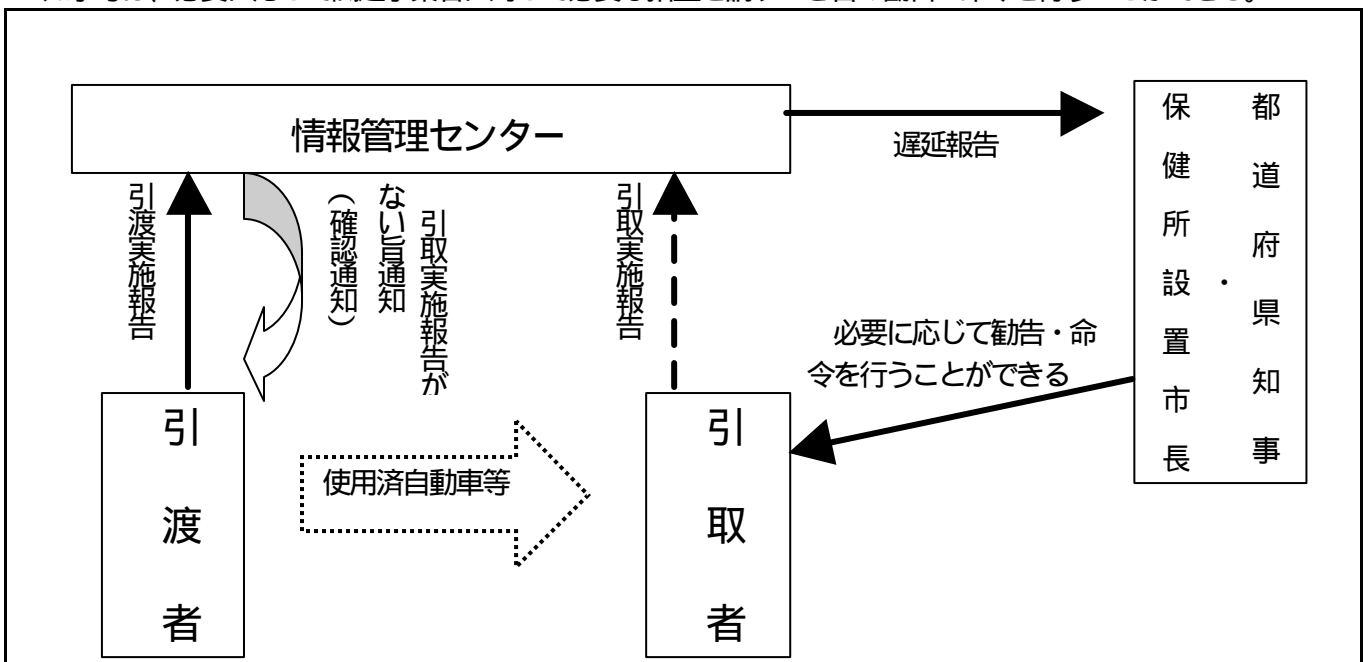 情報管理センター
遅延報告
都道府県知事
・
保健所設置市長
引渡実施報告
引取実施報告が
ない旨通知
(確認通知)
引取実施報告
必要に応じて勧告・命
令を行うことができる
引渡者
使用済自動車等
引取者